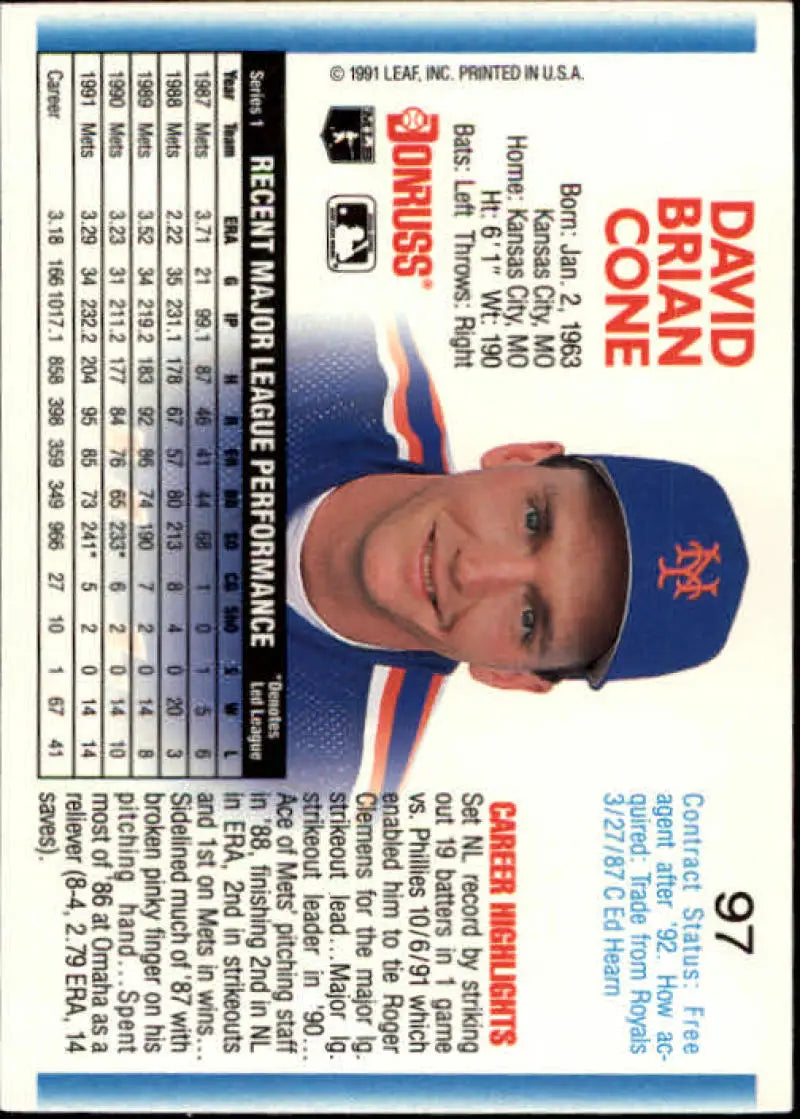 DAVID
BRIAN
CONE
Born: Jan. 2, 1963
Kansas City, MO
Home: Kansas City, MO
Ht: 6'1" Wt: 190
Bats: Left Throws: Right
DONRUSS®
© 1991 LEAF, INC. PRINTED IN U.S.A.
97
Contract Status: Free
agent after '92. How ac-
quired: Trade from Royals
3/27/87 C Ed Hearn
CAREER HIGHLIGHTS
Set NL record by striking
out 19 batters in 1 game
vs. Phillies 10/6/91 which
enabled him to tie Roger
Clemens for the major lg.
strikeout lead... Major lg.
strikeout leader in '90...
Ace of Mets' pitching staff
in '88, finishing 2nd in NL
in ERA, 2nd in strikeouts
and 1st on Mets in wins...
Sidelined much of '87 with
broken pinky finger on his
pitching hand...Spent
most of '86 at Omaha as a
reliever (8-4, 2.79 ERA, 14
saves).
Series 1 RECENT MAJOR LEAGUE PERFORMANCE *Denotes
Led League
Year Team ERA G IP H R ER BB SO CG SHO S W L
1987 Mets 3.71 21 99.1 87 46 41 44 68 1 0 1 5 6
1988 Mets 2.22 35 231.1 178 67 57 80 213 8 4 0 20 3
1989 Mets 3.52 34 219.2 183 92 86 74 190 7 2 0 14 8
1990 Mets 3.23 31 211.2 177 84 76 65 233* 6 2 0 14 10
1991 Mets 3.29 34 232.2 204 95 85 73 241* 5 2 0 14 14
Career 3.18 166 1017.1 858 398 359 349 966 27 10 1 67 41